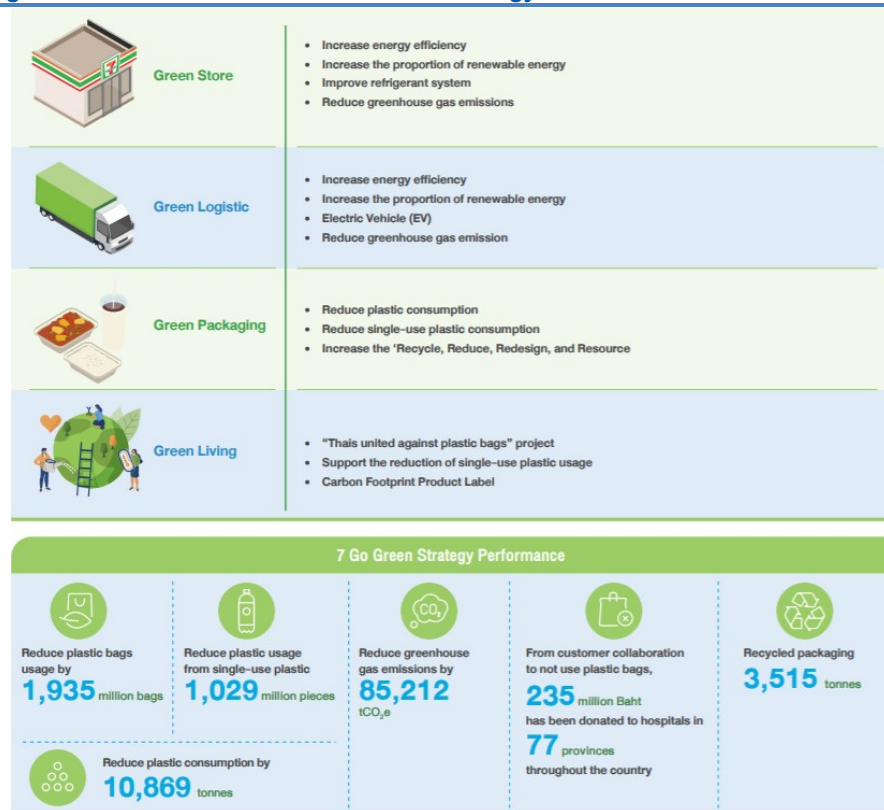 7
Green Store
• Increase energy efficiency
• Increase the proportion of renewable energy
• Improve refrigerant system
• Reduce greenhouse gas emissions
Green Logistic
• Increase energy efficiency
• Increase the proportion of renewable energy
• Electric Vehicle (EV)
• Reduce greenhouse gas emission
Green Packaging
• Reduce plastic consumption
• Reduce single-use plastic consumption
• Increase the ‘Recycle, Reduce, Redesign, and Resource
Green Living
• “Thais united against plastic bags” project
• Support the reduction of single-use plastic usage
• Carbon Footprint Product Label
7 Go Green Strategy Performance
Reduce plastic bags
usage by
1,935 million bags
Reduce plastic usage
from single-use plastic
1,029 million pieces
Reduce plastic consumption by
10,869 tonnes
CO₂
Reduce greenhouse
gas emissions by
85,212
tCO₂e
From customer collaboration
to not use plastic bags,
235 million Baht
has been donated to hospitals in
77 provinces
throughout the country
Recycled packaging
3,515 tonnes